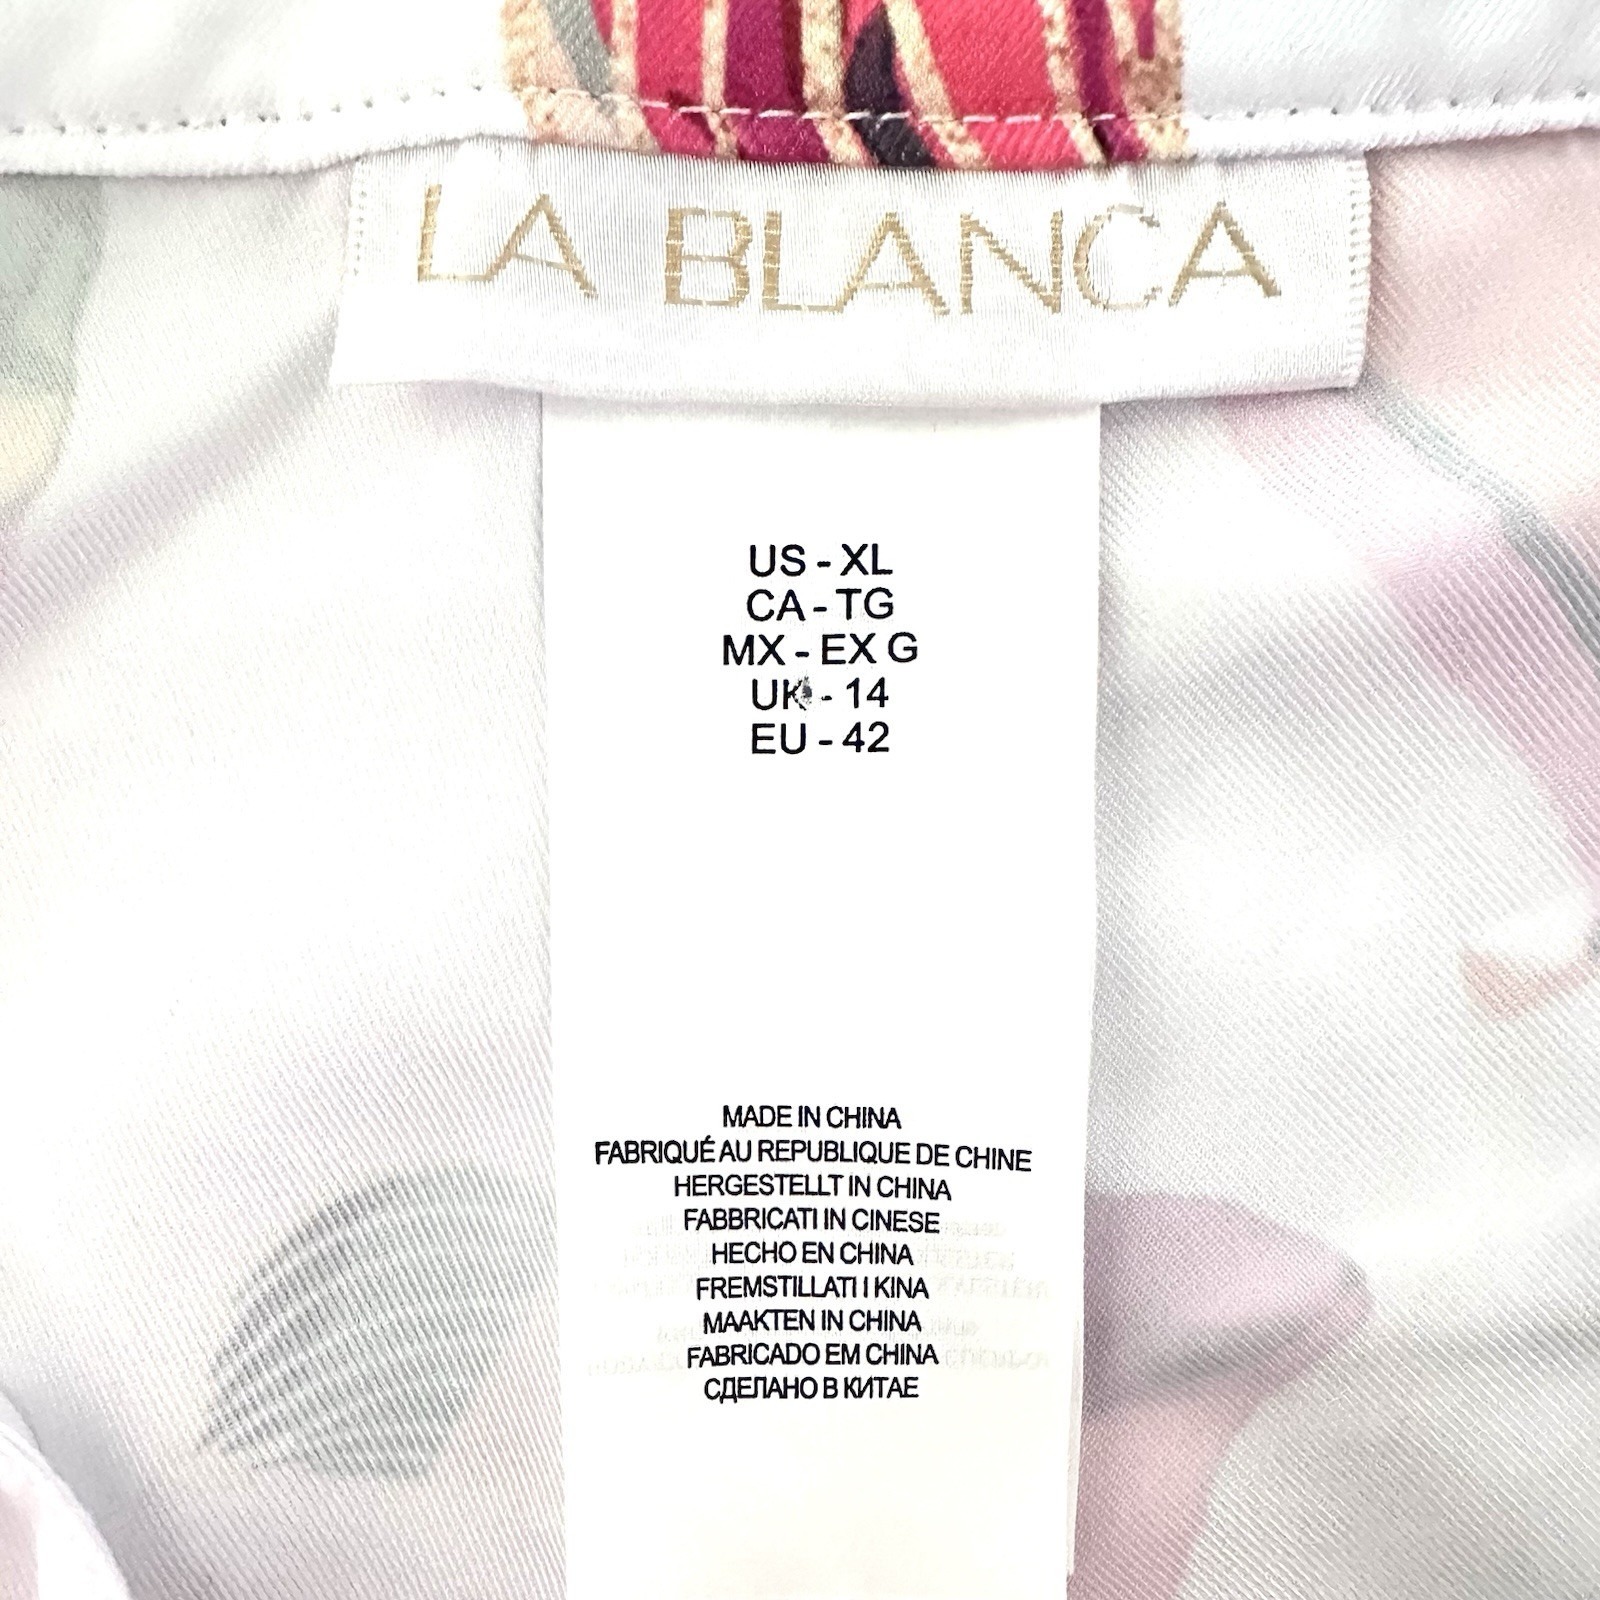 LA BLANCA
US - XL
CA - TG
MX - EX G
UK - 14
EU - 42
MADE IN CHINA
FABRIQUÉ AU REPUBLIQUE DE CHINE
HERGESTELLT IN CHINA
FABBRICATI IN CINESE
HECHO EN CHINA
FREMSTILLATI I KINA
MAAKTEN IN CHINA
FABRICADO EM CHINA
СДЕЛАНО В КИТАЕ